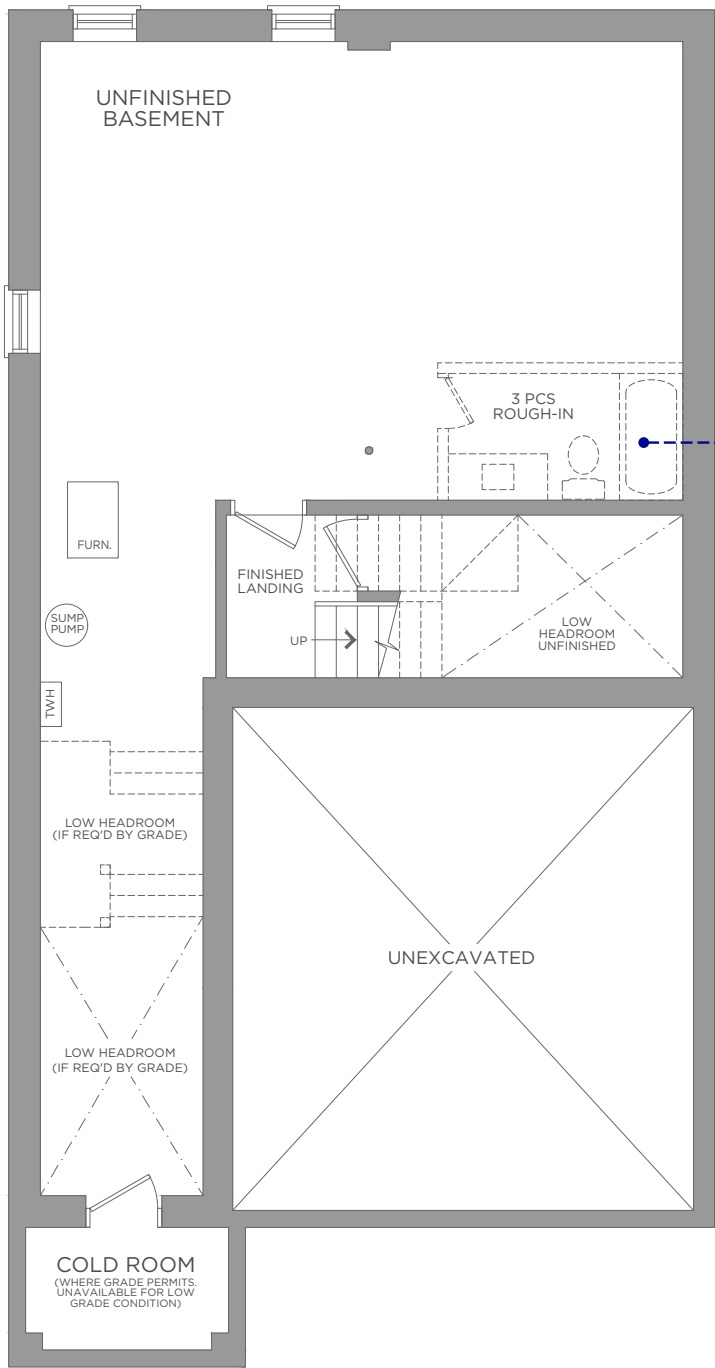 UNFINISHED
BASEMENT
3 PCS
ROUGH-IN
FURN.
FINISHED
LANDING
SUMP
PUMP
UP
LOW
HEADROOM
UNFINISHED
TWH
LOW HEADROOM
(IF REQ'D BY GRADE)
UNEXCAVATED
LOW HEADROOM
(IF REQ'D BY GRADE)
COLD ROOM
(WHERE GRADE PERMITS.
UNAVAILABLE FOR LOW
GRADE CONDITION)